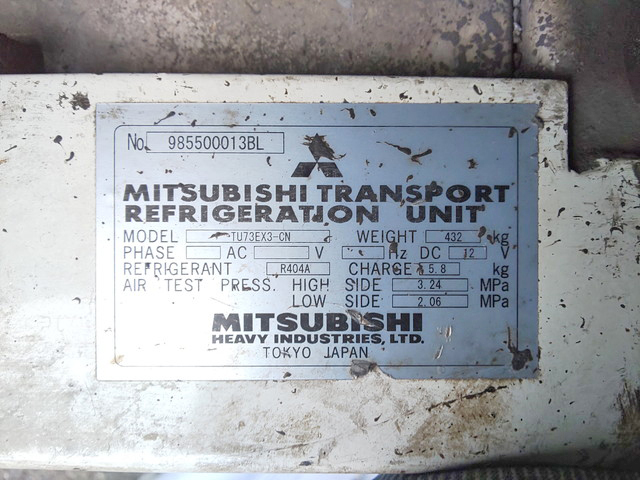 No. 985500013BL
MITSUBISHI TRANSPORT
REFRIGERATION UNIT
MODEL TU73EX3-CN WEIGHT 432 kg
PHASE AC V Hz DC 12 V
REFRIGERANT R404A CHARGE 5.8 kg
AIR TEST PRESS. HIGH SIDE 3.24 MPa
LOW SIDE 2.06 MPa
MITSUBISHI
HEAVY INDUSTRIES, LTD.
TOKYO JAPAN